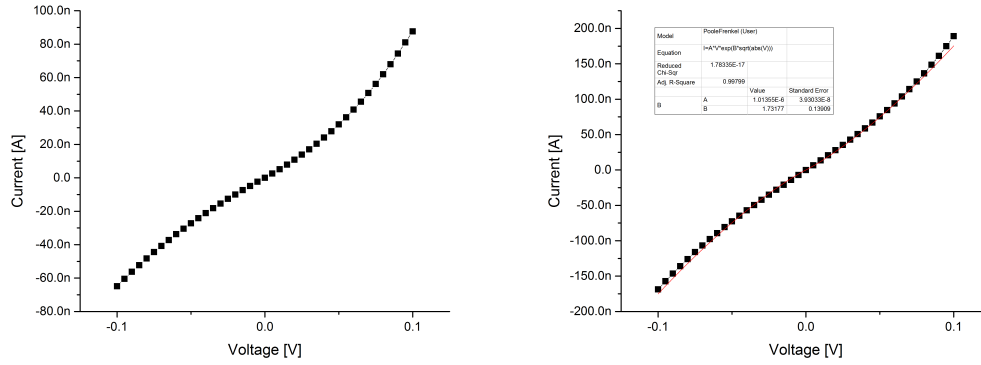 100.0n
80.0n
60.0n
40.0n
20.0n
0.0
-20.0n
-40.0n
-60.0n
-80.0n
Current [A]
-0.1 0.0 0.1
Voltage [V]
200.0n
150.0n
100.0n
50.0n
0.0
-50.0n
-100.0n
-150.0n
-200.0n
Current [A]
-0.1 0.0 0.1
Voltage [V]
Model PooleFrenkel (User)
Equation I=A*V*exp(B*sqrt(abs(V)))
Reduced Chi-Sqr 1.78335E-17
Adj. R-Square 0.99799
Value Standard Error
B A 1.01355E-6 3.93033E-8
B 1.73177 0.13909